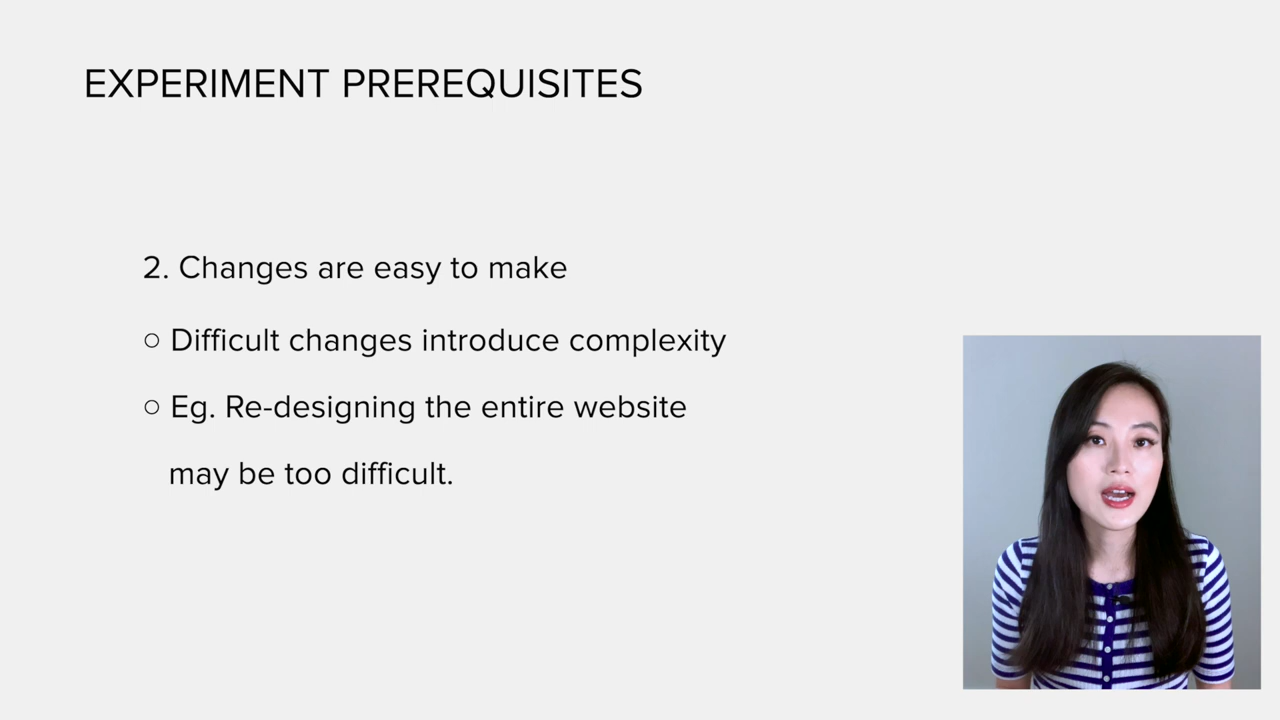 EXPERIMENT PREREQUISITES
2. Changes are easy to make
○ Difficult changes introduce complexity
○ Eg. Re-designing the entire website
may be too difficult.